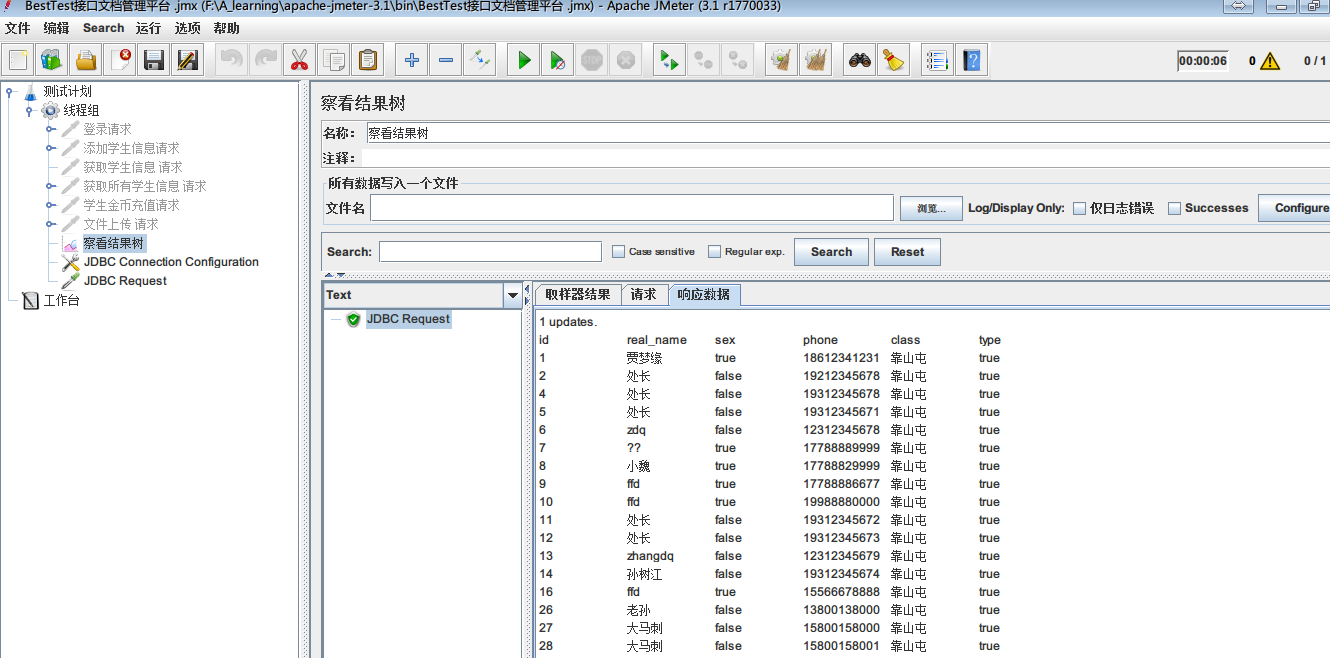 BestTest接口文档管理平台 .jmx (F:\A_learning\apache-jmeter-3.1\bin\BestTest接口文档管理平台 .jmx) - Apache JMeter (3.1 r1770033)
文件 编辑 Search 运行 选项 帮助
STOP 00:00:06 0 0 / 1
测试计划
线程组
登录请求
添加学生信息请求
获取学生信息 请求
获取所有学生信息 请求
学生金币充值请求
文件上传 请求
察看结果树
JDBC Connection Configuration
JDBC Request
工作台
察看结果树
名称： 察看结果树
注释：
所有数据写入一个文件
文件名 浏览... Log/Display Only: 仅日志错误 Successes Configure
Search: Case sensitive Regular exp. Search Reset
Text
JDBC Request
取样器结果 请求 响应数据
1 updates.
id real_name sex phone class type
1 贾梦缘 true 18612341231 靠山屯 true
2 处长 false 19212345678 靠山屯 true
4 处长 false 19312345678 靠山屯 true
5 处长 false 19312345671 靠山屯 true
6 zdq false 12312345678 靠山屯 true
7 ?? true 17788889999 靠山屯 true
8 小魏 true 17788829999 靠山屯 true
9 ffd true 17788886677 靠山屯 true
10 ffd true 19988880000 靠山屯 true
11 处长 false 19312345672 靠山屯 true
12 处长 false 19312345673 靠山屯 true
13 zhangdq false 12312345679 靠山屯 true
14 孙树江 false 19312345674 靠山屯 true
16 ffd true 15566678888 靠山屯 true
26 老孙 false 13800138000 靠山屯 true
27 大马刺 false 15800158000 靠山屯 true
28 大马刺 false 15800158001 靠山屯 true